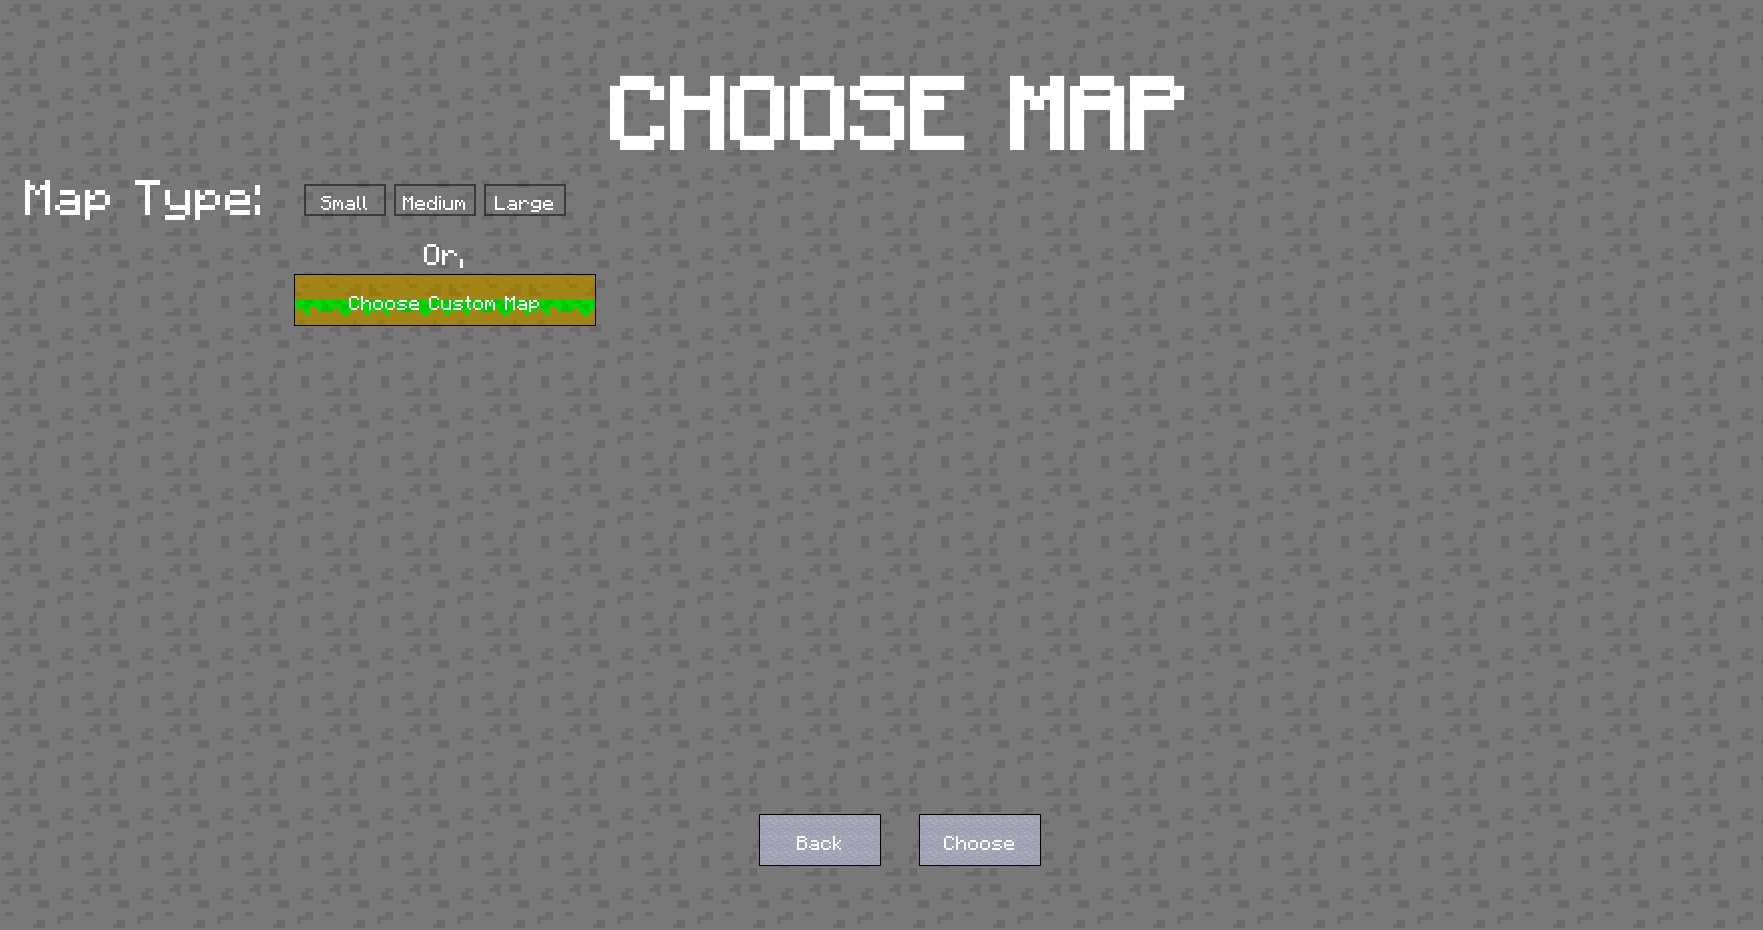 CHOOSE MAP
Map Type: Small Medium Large
Or,
Choose Custom Map
Back Choose